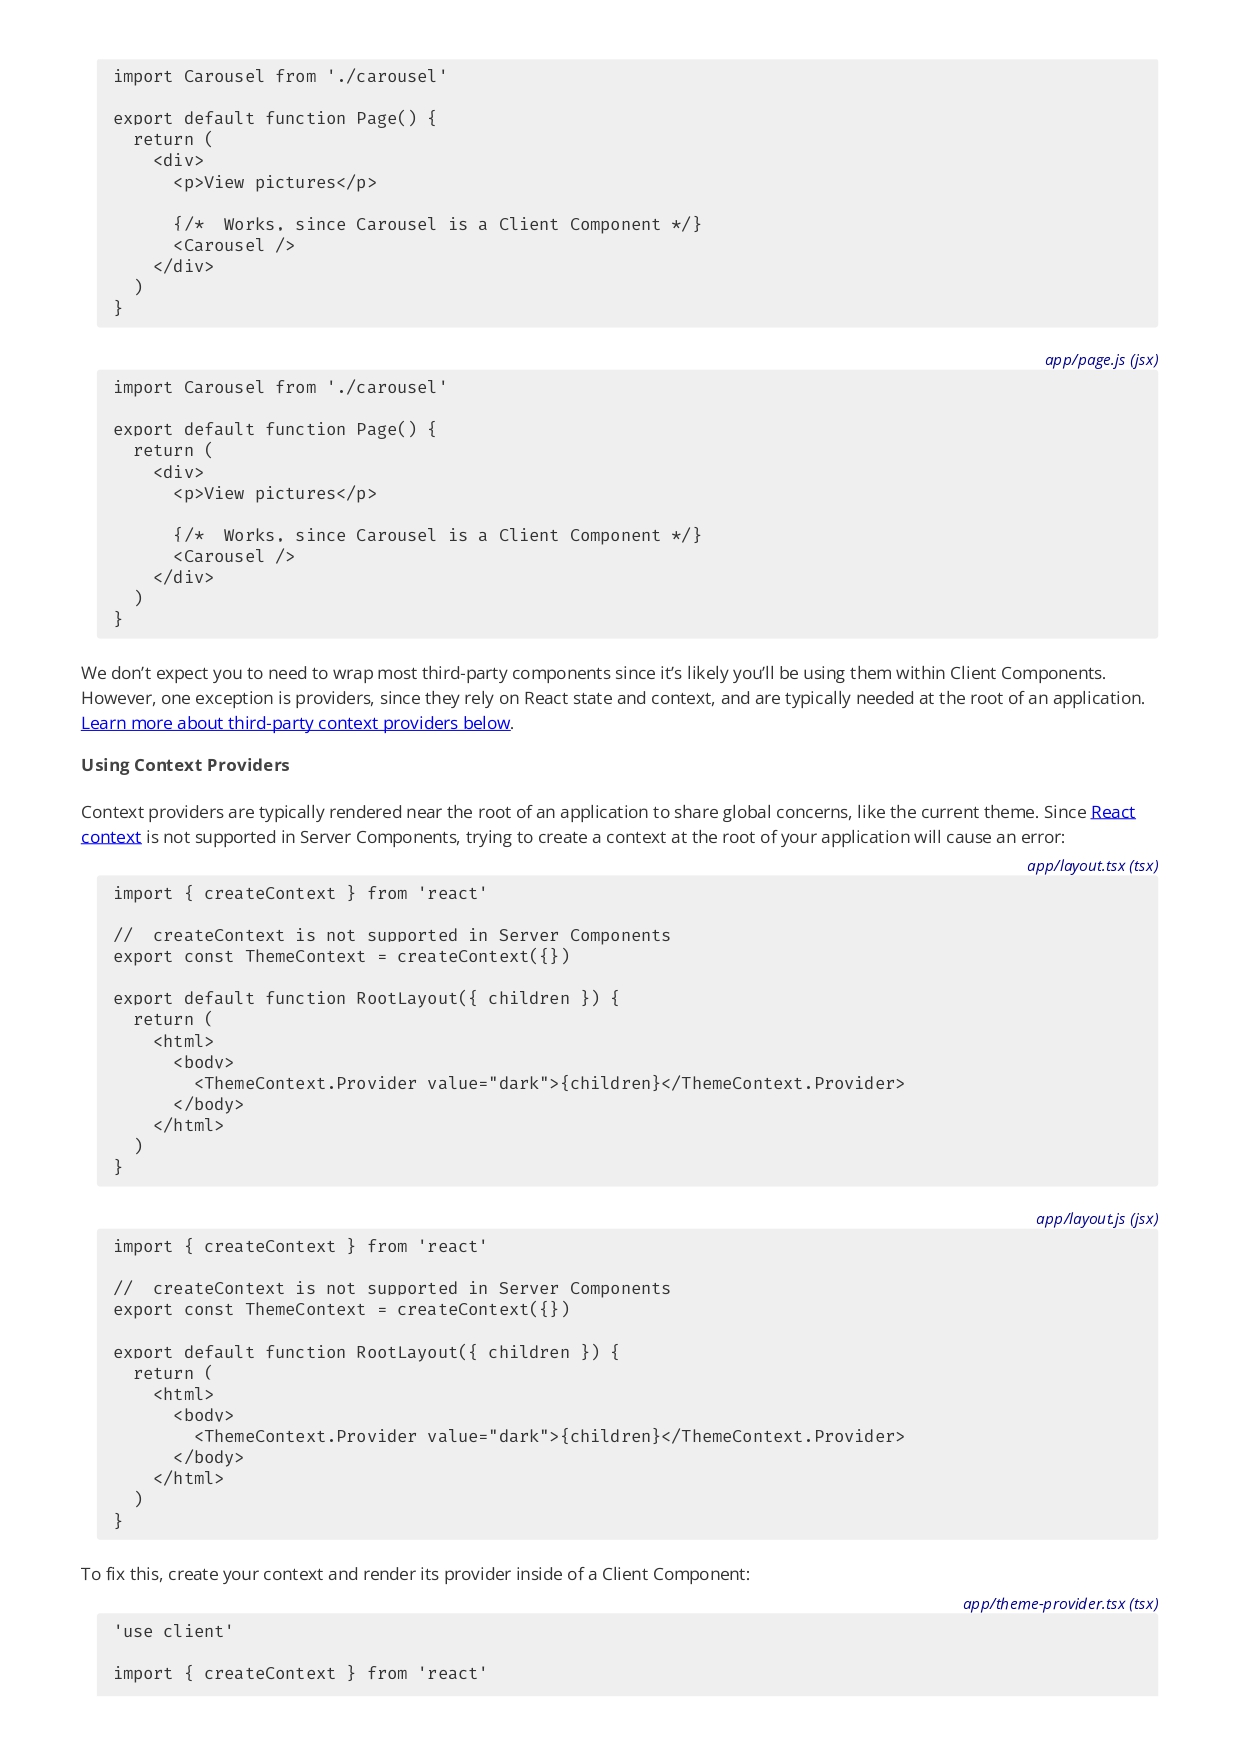 import Carousel from './carousel'
export default function Page() {
  return (
    <div>
      <p>View pictures</p>
      {/*  Works, since Carousel is a Client Component */}
      <Carousel />
    </div>
  )
}
app/page.js (jsx)
import Carousel from './carousel'
export default function Page() {
  return (
    <div>
      <p>View pictures</p>
      {/*  Works, since Carousel is a Client Component */}
      <Carousel />
    </div>
  )
}
We don’t expect you to need to wrap most third-party components since it’s likely you’ll be using them within Client Components.
However, one exception is providers, since they rely on React state and context, and are typically needed at the root of an application.
Learn more about third-party context providers below.
Using Context Providers
Context providers are typically rendered near the root of an application to share global concerns, like the current theme. Since React
context is not supported in Server Components, trying to create a context at the root of your application will cause an error:
app/layout.tsx (tsx)
import { createContext } from 'react'
//  createContext is not supported in Server Components
export const ThemeContext = createContext({})
export default function RootLayout({ children }) {
  return (
    <html>
      <body>
        <ThemeContext.Provider value="dark">{children}</ThemeContext.Provider>
      </body>
    </html>
  )
}
app/layout.js (jsx)
import { createContext } from 'react'
//  createContext is not supported in Server Components
export const ThemeContext = createContext({})
export default function RootLayout({ children }) {
  return (
    <html>
      <body>
        <ThemeContext.Provider value="dark">{children}</ThemeContext.Provider>
      </body>
    </html>
  )
}
To fix this, create your context and render its provider inside of a Client Component:
app/theme-provider.tsx (tsx)
'use client'
import { createContext } from 'react'